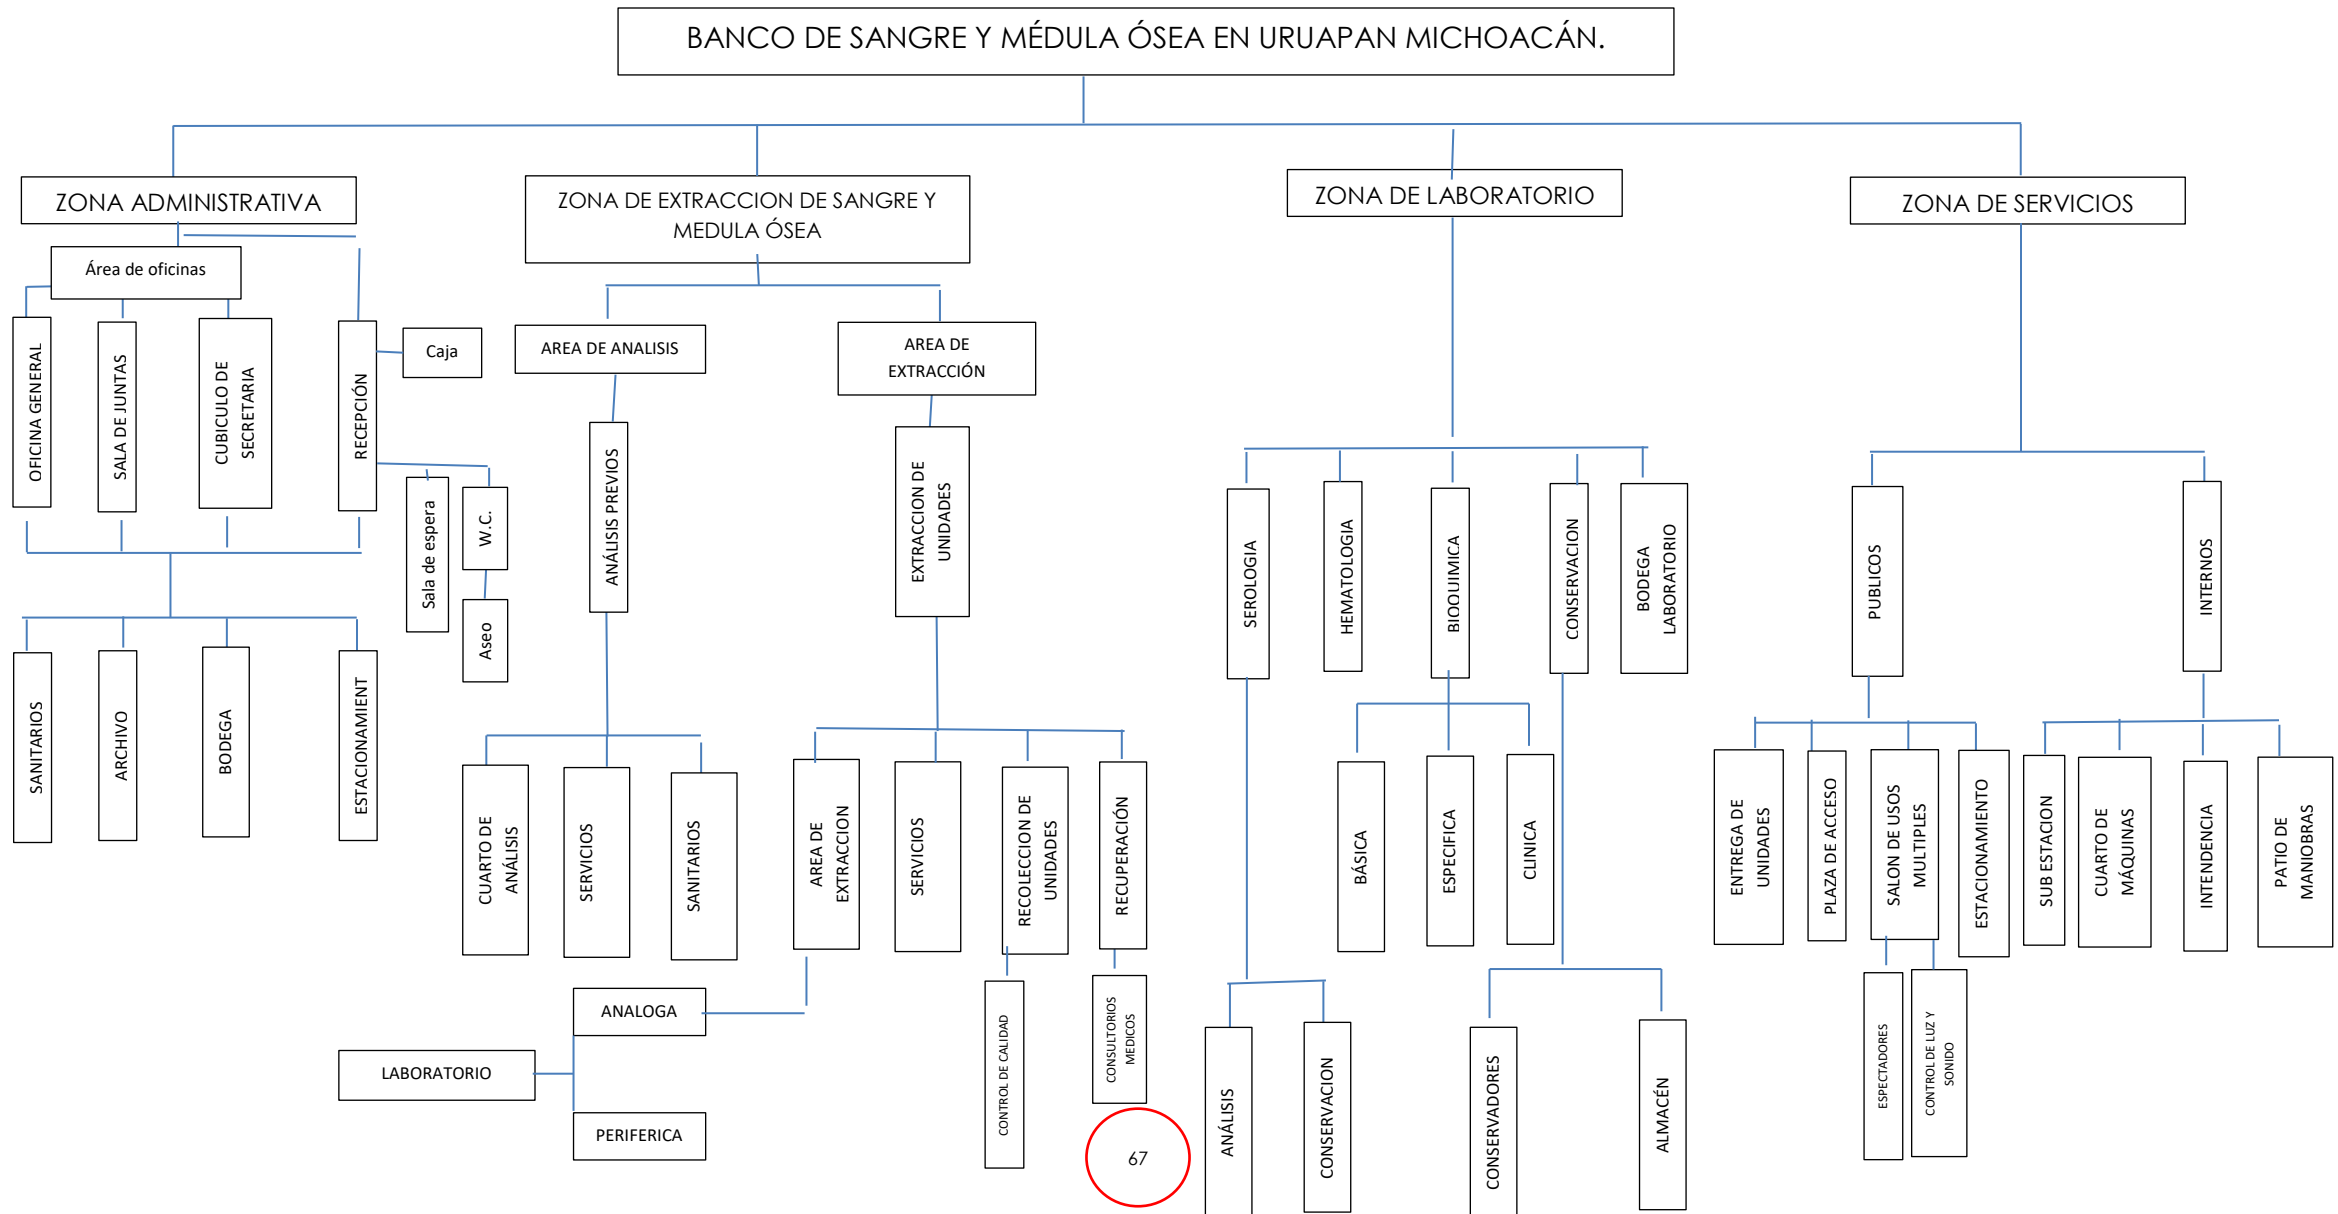 BANCO DE SANGRE Y MÉDULA ÓSEA EN URUAPAN MICHOACÁN.
ZONA ADMINISTRATIVA
ZONA DE EXTRACCION DE SANGRE Y
MEDULA ÓSEA
ZONA DE LABORATORIO
ZONA DE SERVICIOS
Área de oficinas
OFICINA GENERAL
SALA DE JUNTAS
CUBICULO DE
SECRETARIA
RECEPCIÓN
Caja
Sala de espera
W.C.
Aseo
SANITARIOS
ARCHIVO
BODEGA
ESTACIONAMIENT
AREA DE ANALISIS
AREA DE
EXTRACCIÓN
ANÁLISIS PREVIOS
EXTRACCION DE
UNIDADES
CUARTO DE
ANÁLISIS
SERVICIOS
SANITARIOS
AREA DE
EXTRACCION
SERVICIOS
RECOLECCION DE
UNIDADES
RECUPERACIÓN
ANALOGA
LABORATORIO
PERIFERICA
CONTROL DE CALIDAD
CONSULTORIOS
MEDICOS
67
SEROLOGIA
HEMATOLOGIA
BIOQUIMICA
CONSERVACION
BODEGA
LABORATORIO
BÁSICA
ESPECIFICA
CLINICA
ANÁLISIS
CONSERVACION
CONSERVADORES
ALMACÉN
PUBLICOS
INTERNOS
ENTREGA DE
UNIDADES
PLAZA DE ACCESO
SALON DE USOS
MULTIPLES
ESTACIONAMIENTO
SUB ESTACION
CUARTO DE
MÁQUINAS
INTENDENCIA
PATIO DE
MANIOBRAS
ESPECTADORES
CONTROL DE LUZ Y
SONIDO